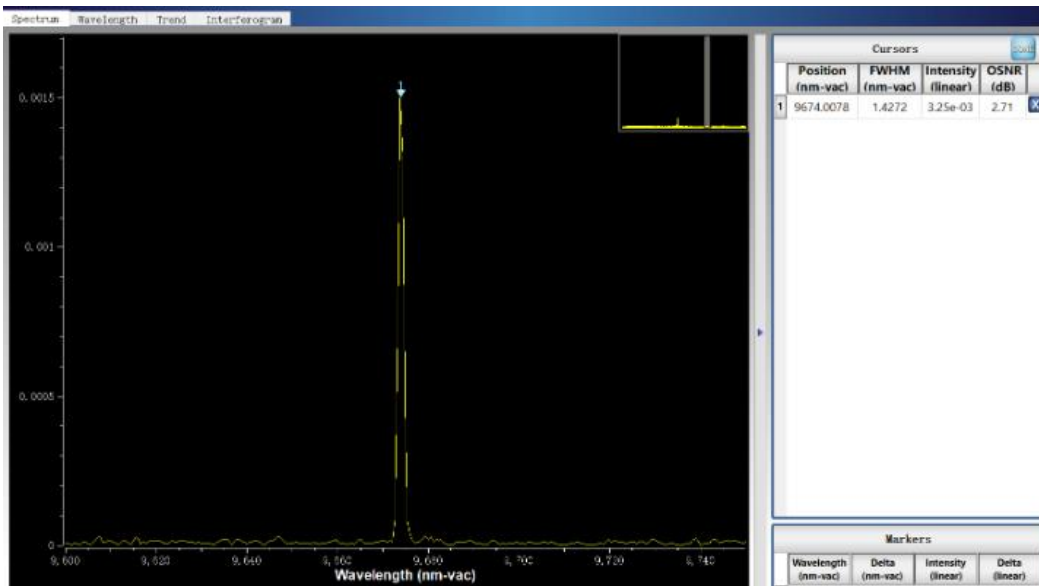 Spectrum Wavelength Trend Interferogram
Cursors
Position (nm-vac) FWHM (nm-vac) Intensity (linear) OSNR (dB)
1 9674.0078 1.4272 3.25e-03 2.71 X
0.0015
0.001
0.0005
0
9,600 9,620 9,640 9,660 9,680 9,700 9,720 9,740
Wavelength (nm-vac)
Markers
Wavelength (nm-vac) Delta (nm-vac) Intensity (linear) Delta (linear)